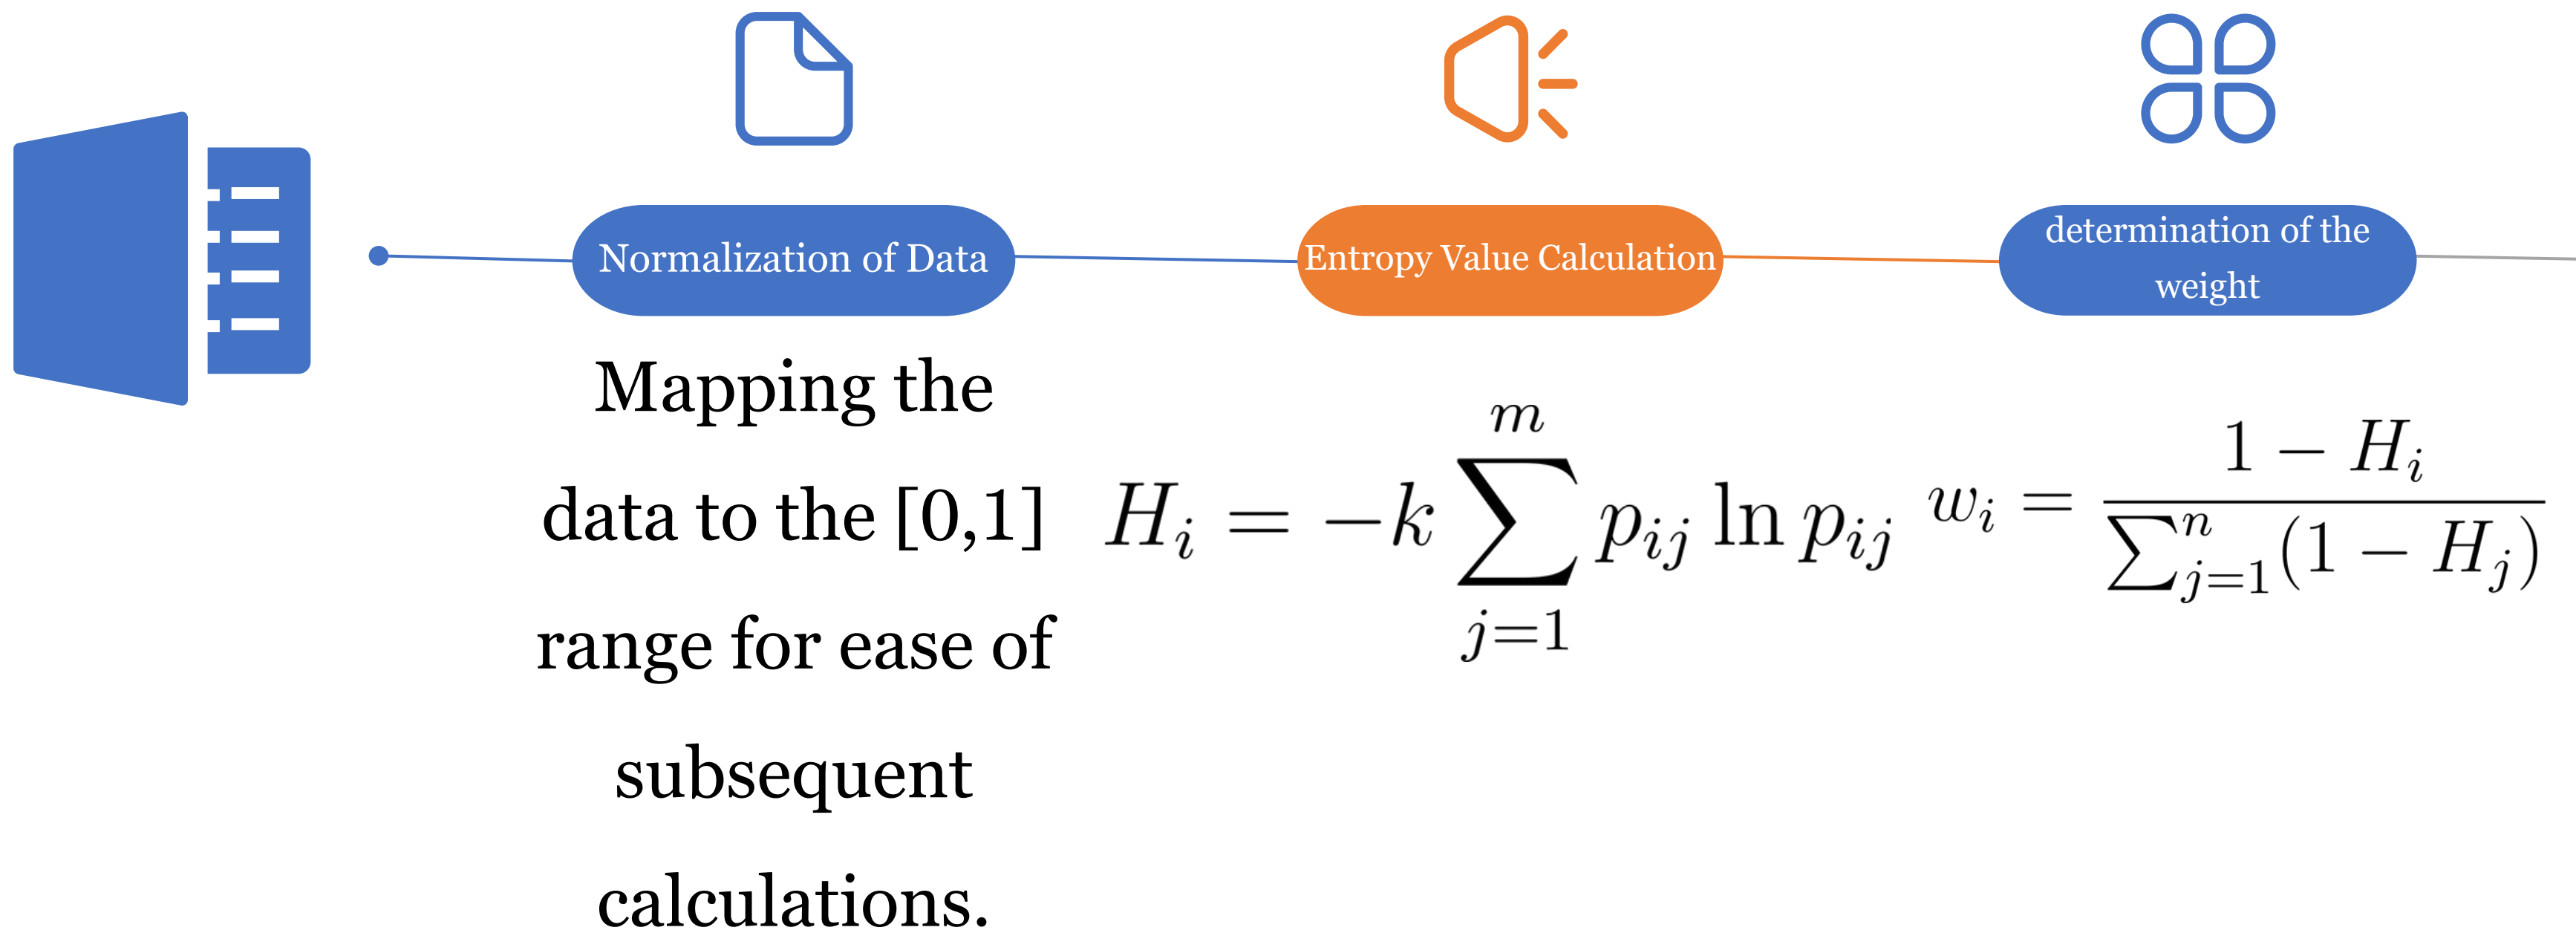 Normalization of Data
Entropy Value Calculation
determination of the
weight
Mapping the
data to the [0,1]
range for ease of
subsequent
calculations.
$H_i = -k \sum_{j=1}^{m} p_{ij} \ln p_{ij}$
$w_i = \frac{1 - H_i}{\sum_{j=1}^{n} (1 - H_j)}$